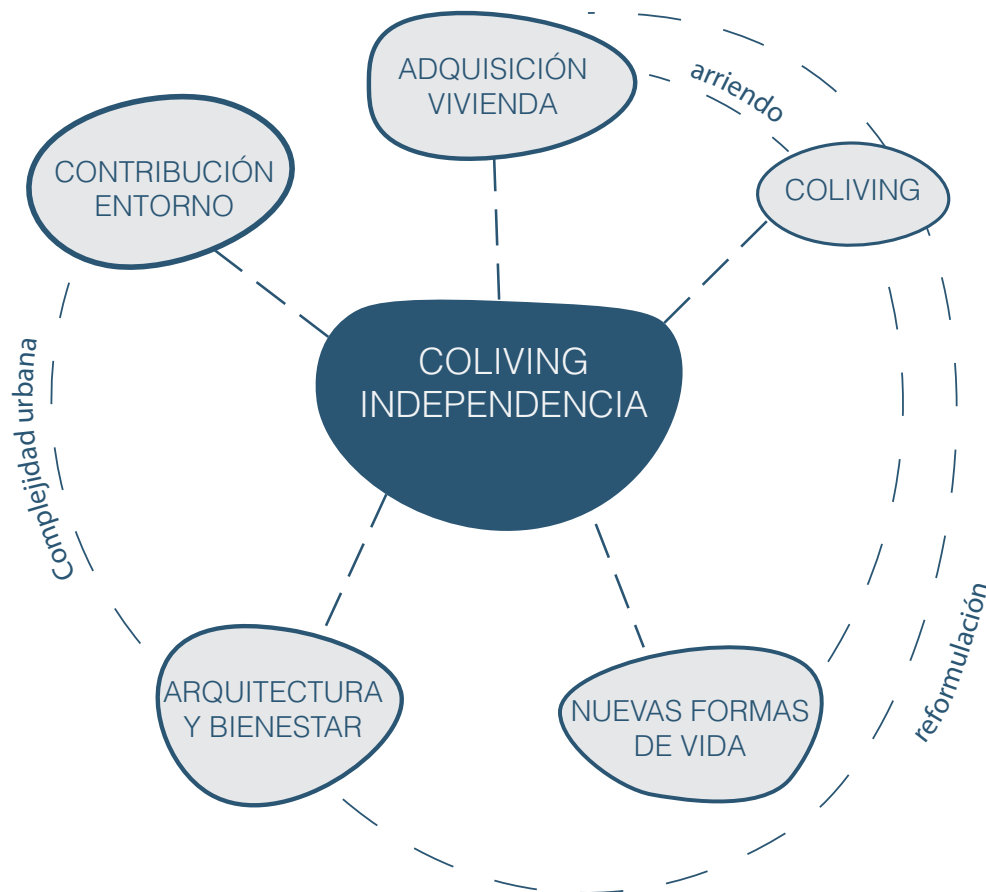 ADQUISICIÓN
VIVIENDA
arriendo
CONTRIBUCIÓN
ENTORNO
COLIVING
COLIVING
INDEPENDENCIA
Complejidad urbana
reformulación
ARQUITECTURA
Y BIENESTAR
NUEVAS FORMAS
DE VIDA